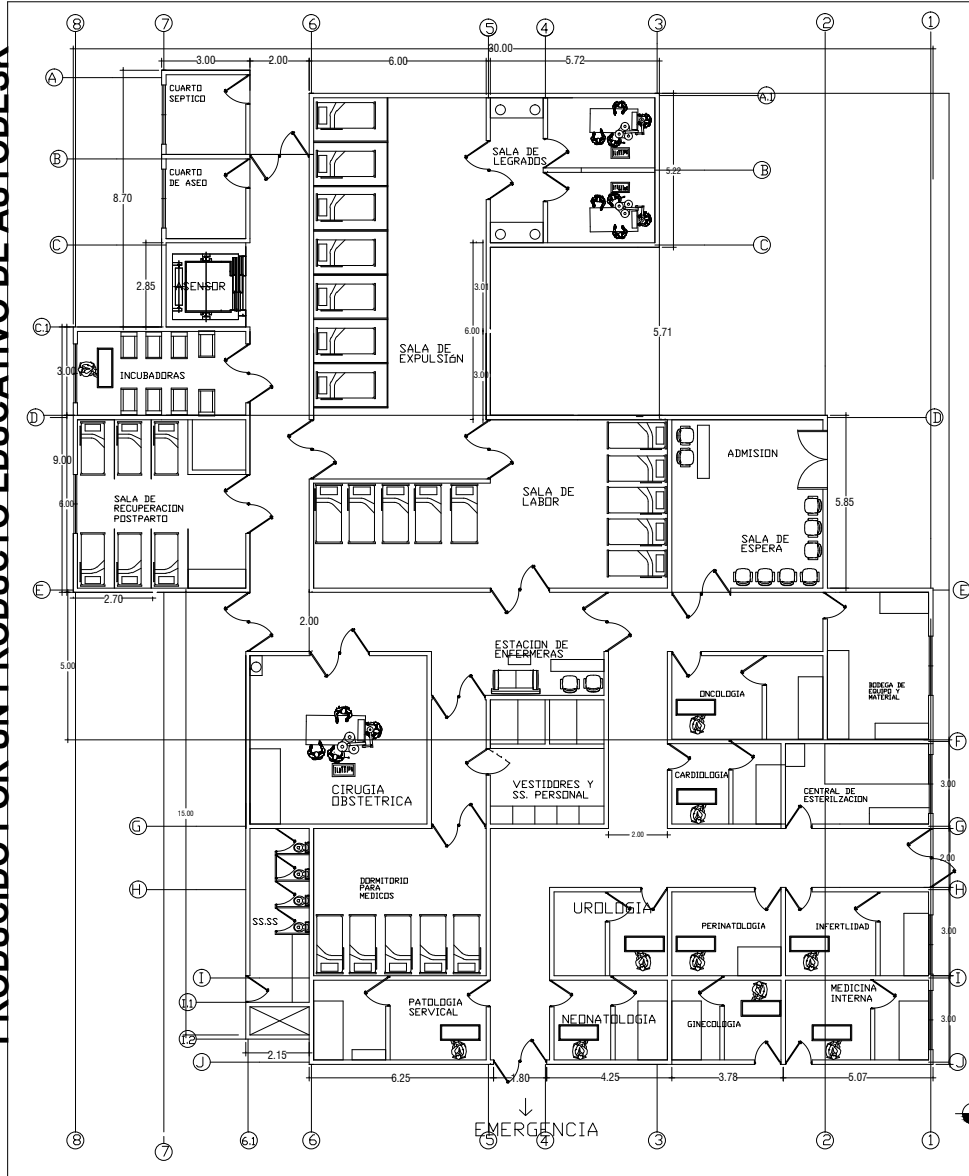 PRODUCIDO POR UN PRODUCTO EDUCATIVO DE AUTODESK
8
7
6
5
4
3
2
1
30.00
3.00
2.00
6.00
5.72
A
A.1
CUARTO
SEPTICO
B
SALA DE
LEGRADOS
B
5.22
CUARTO
DE ASEO
8.70
C
C
2.85
ASENSOR
3.01
C.1
6.00
5.71
SALA DE
EXPULSIóN
3.00
INCUBADORAS
3.00
D
D
9.00
ADMISION
6.00
SALA DE
RECUPERACION
POSTPARTO
SALA DE
LABOR
5.85
SALA DE
ESPERA
E
E
2.70
2.00
ESTACION DE
ENFERMERAS
5.00
ONCOLOGIA
BODEGA DE
EQUIPO Y
MATERIAL
F
CARDIOLOGIA
CIRUGIA
OBSTETRICA
VESTIDORES Y
SS. PERSONAL
CENTRAL DE
ESTERILZACION
3.00
15.00
G
G
2.00
2.00
H
DORMITORIO
PARA
MEDICOS
H
UROLOGIA
SS.SS
PERINATOLOGIA
INFERTLIDAD
3.00
I
I
I.1
PATOLOGIA
SERVICAL
NEONATOLOGIA
GINECOLOGIA
MEDICINA
INTERNA
3.00
I.2
2.15
J
J
6.25
1.80
4.25
3.78
5.07
EMERGENCIA
8
7
6.1
6
5
4
3
2
1